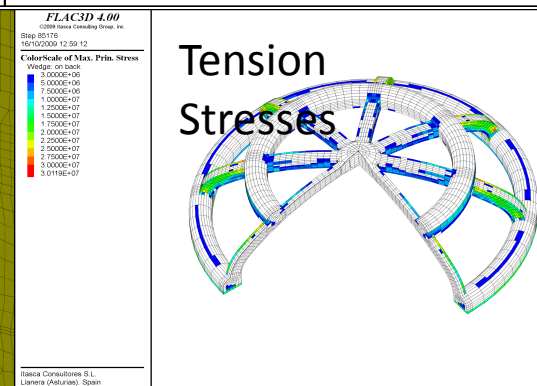 FLAC3D 4.00
©2009 Itasca Consulting Group, Inc.
Step 85176
16/10/2009 12:59:12
ColorScale of Max. Prin. Stress
Wedge: on back
3.0000E+06
5.0000E+06
7.5000E+06
1.0000E+07
1.2500E+07
1.5000E+07
1.7500E+07
2.0000E+07
2.2500E+07
2.5000E+07
2.7500E+07
3.0000E+07
3.0119E+07
Itasca Consultores S.L.
Llanera (Asturias). Spain
Tension
Stresses